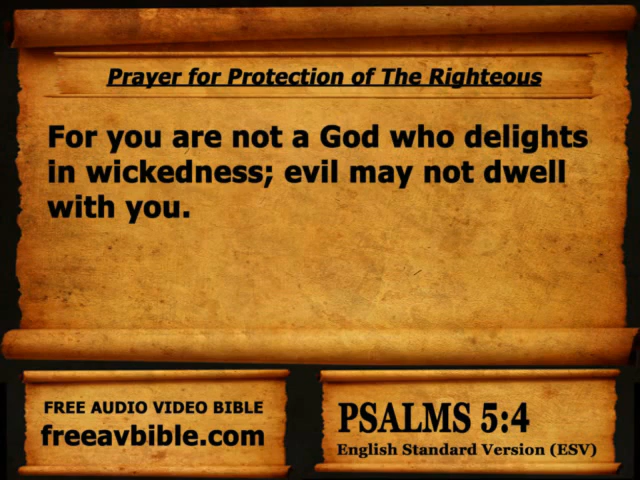 Prayer for Protection of The Righteous
For you are not a God who delights
in wickedness; evil may not dwell
with you.
FREE AUDIO VIDEO BIBLE
freeavbible.com
PSALMS 5:4
English Standard Version (ESV)